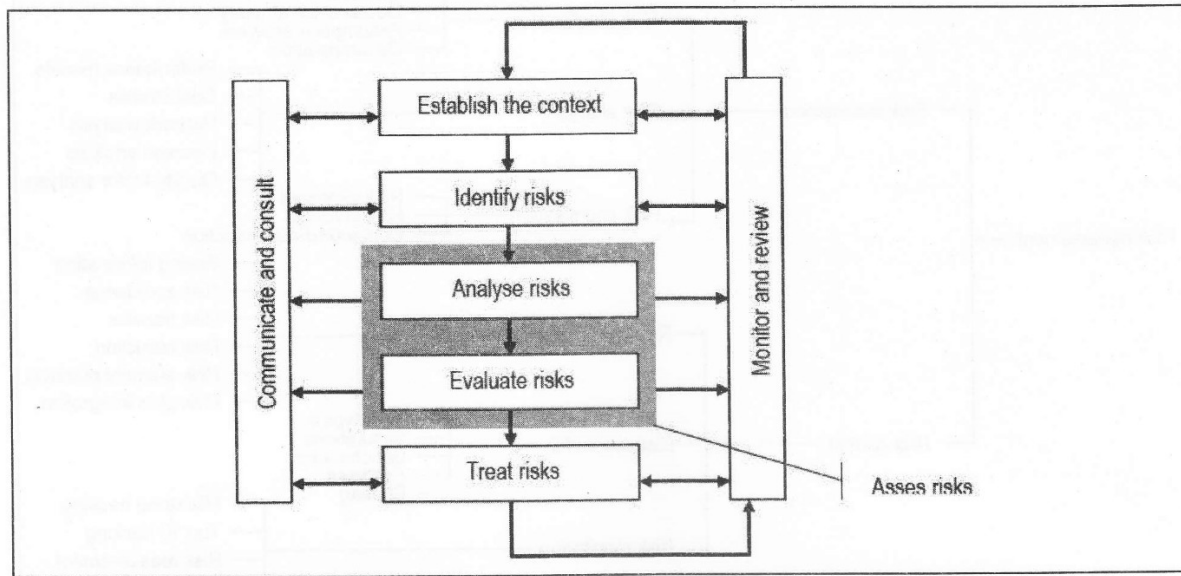 Establish the context
Identify risks
Analyse risks
Evaluate risks
Treat risks
Communicate and consult
Monitor and review
Asses risks